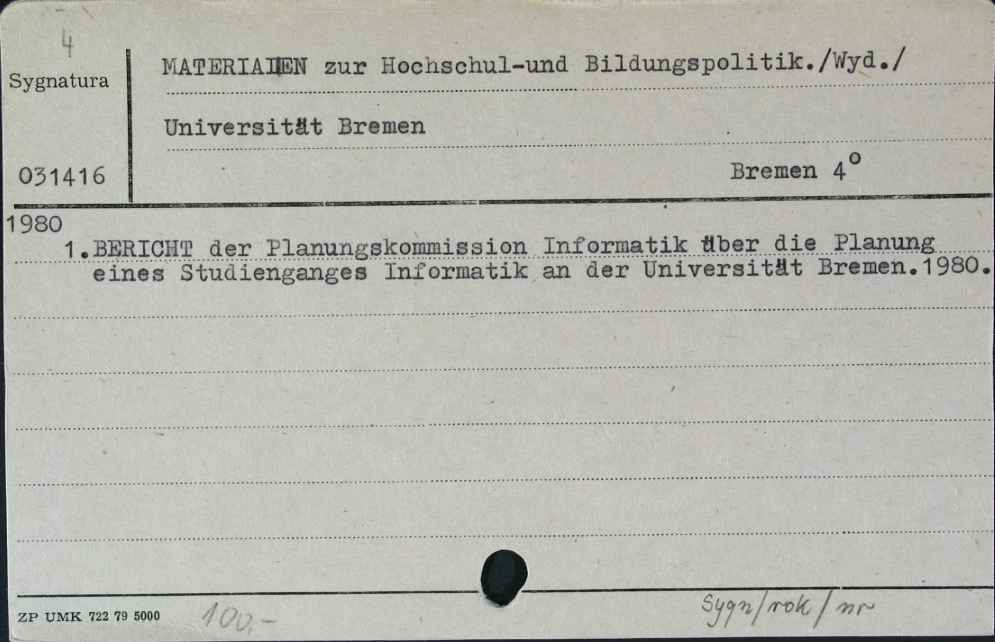 4
Sygnatura
MATERIALIEN zur Hochschul-und Bildungspolitik./Wyd./
Universität Bremen
031416
Bremen 4°
1980
1.BERICHT der Planungskommission Informatik über die Planung
eines Studienganges Informatik an der Universität Bremen.1980.
ZP UMK 722 79 5000
100,-
Sygn/rok/nr